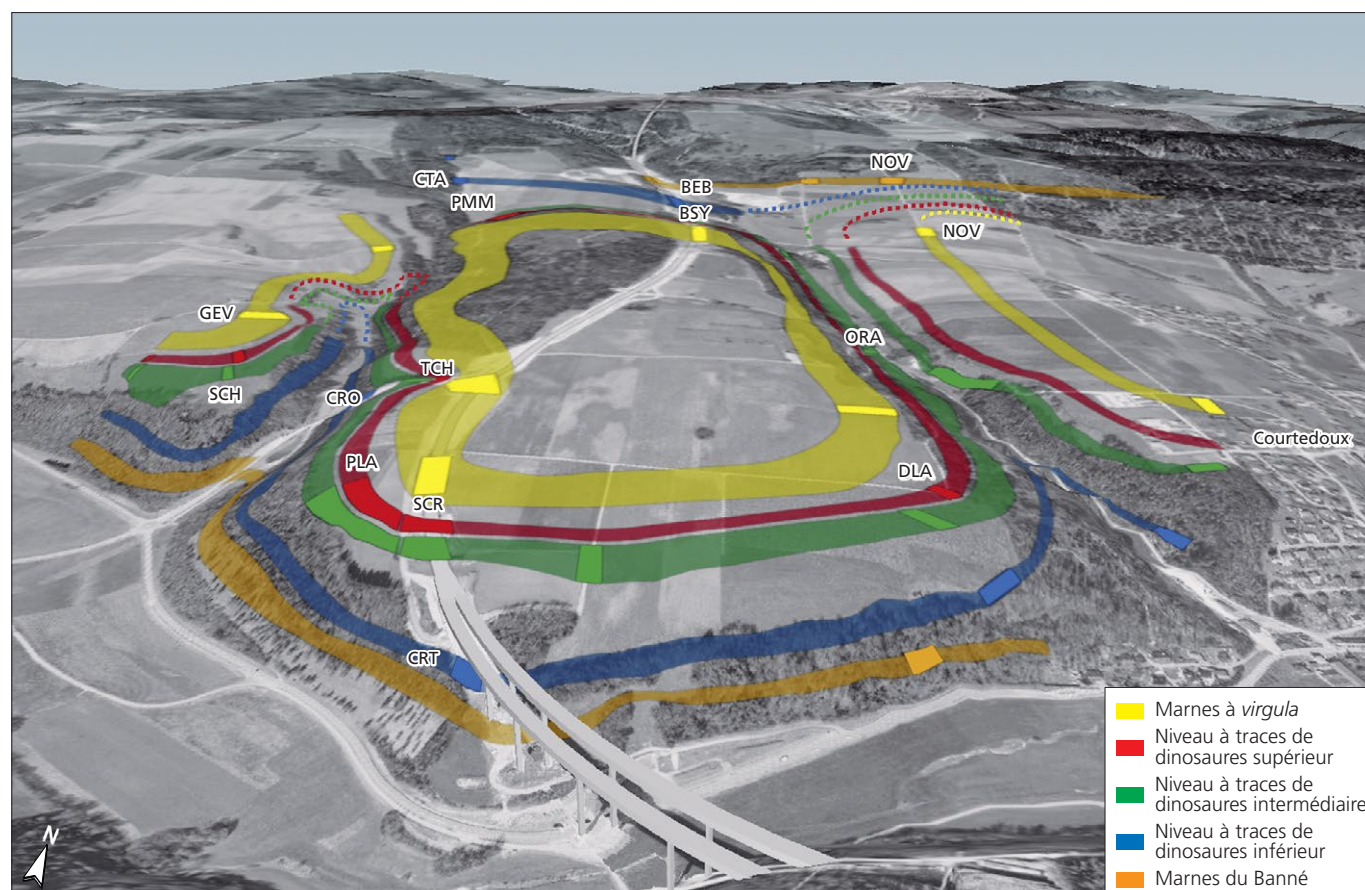 NOV
CTA
BEB
PMM
BSY
NOV
GEV
ORA
TCH
SCH
CRO
Courtedoux
PLA
DLA
SCR
CRT
N
Marnes à virgula
Niveau à traces de
dinosaures supérieur
Niveau à traces de
dinosaures intermédiaire
Niveau à traces de
dinosaures inférieur
Marnes du Banné